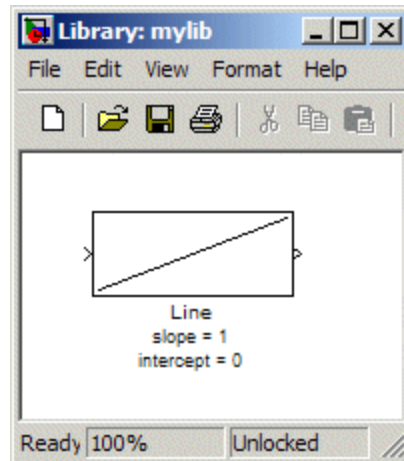 Library: mylib
File Edit View Format Help
Line
slope = 1
intercept = 0
Ready 100% Unlocked